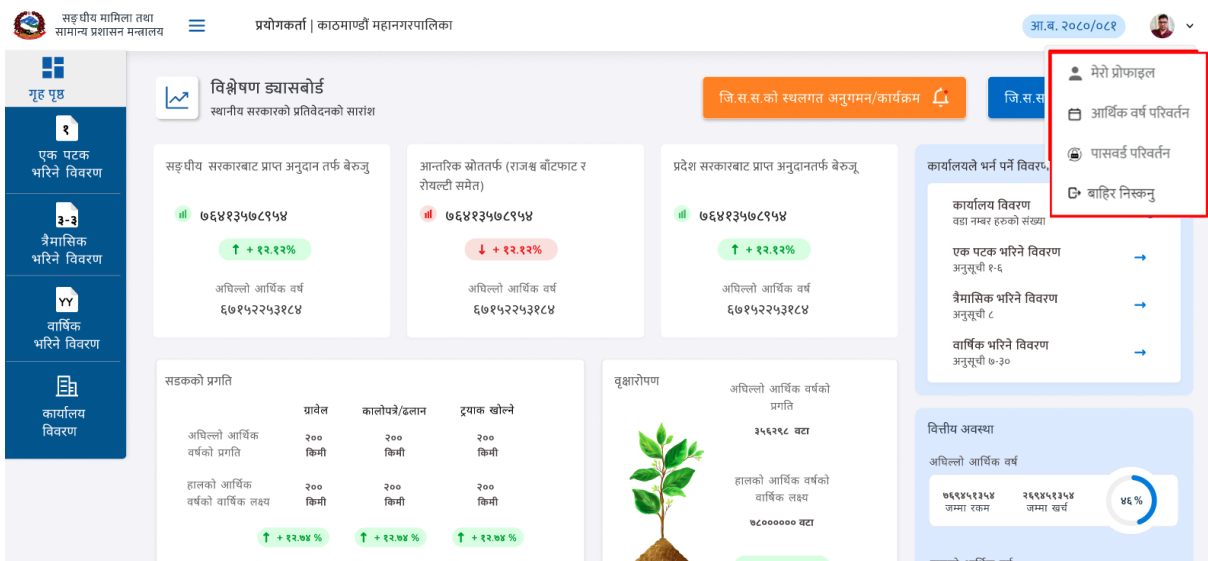 सङ्घीय मामिला तथा
सामान्य प्रशासन मन्त्रालय
प्रयोगकर्ता | काठमाण्डौं महानगरपालिका
आ.ब. २०८०/०८१
मेरो प्रोफाइल
आर्थिक वर्ष परिवर्तन
पासवर्ड परिवर्तन
बाहिर निस्कनु
गृह पृष्ठ
१
एक पटक
भरिने विवरण
३-३
त्रैमासिक
भरिने विवरण
YY
वार्षिक
भरिने विवरण
कार्यालय
विवरण
विश्लेषण ड्यासबोर्ड
स्थानीय सरकारको प्रतिवेदनको सारांश
जि.स.स.को स्थलगत अनुगमन/कार्यक्रम
जि.स.स
सङ्घीय सरकारबाट प्राप्त अनुदान तर्फ बेरुजु
७६४१३५७८९५४
↑ + १२.१२%
अघिल्लो आर्थिक वर्ष
६७१५२२५३१८४
आन्तरिक स्रोततर्फ (राजश्व बाँटफाट र
रोयल्टी समेत)
७६४१३५७८९५४
↓ + १२.१२%
अघिल्लो आर्थिक वर्ष
६७१५२२५३१८४
प्रदेश सरकारबाट प्राप्त अनुदानतर्फ बेरूजू
७६४१३५७८९५४
↑ + १२.१२%
अघिल्लो आर्थिक वर्ष
६७१५२२५३१८४
कार्यालयले भर्न पर्ने विवरण
कार्यालय विवरण
वडा नम्बर हरुको संख्या
एक पटक भरिने विवरण
अनुसूची १-६
त्रैमासिक भरिने विवरण
अनुसूची ८
वार्षिक भरिने विवरण
अनुसूची ७-३०
सडकको प्रगति
ग्रावेल कालोपत्रे/ढलान ट्रयाक खोल्ने
अघिल्लो आर्थिक २०० २०० २००
वर्षको प्रगति किमी किमी किमी
हालको आर्थिक २०० २०० २००
वर्षको वार्षिक लक्ष्य किमी किमी किमी
↑ + १२.७४ % ↑ + १२.७४ % ↑ + १२.७४ %
वृक्षारोपण
अघिल्लो आर्थिक वर्षको
प्रगति
३५६२९८ वटा
हालको आर्थिक वर्षको
वार्षिक लक्ष्य
७८०००००० वटा
वित्तीय अवस्था
अघिल्लो आर्थिक वर्ष
७६९४५१३५४ २६९४५१३५४
जम्मा रकम जम्मा खर्च
४६ %